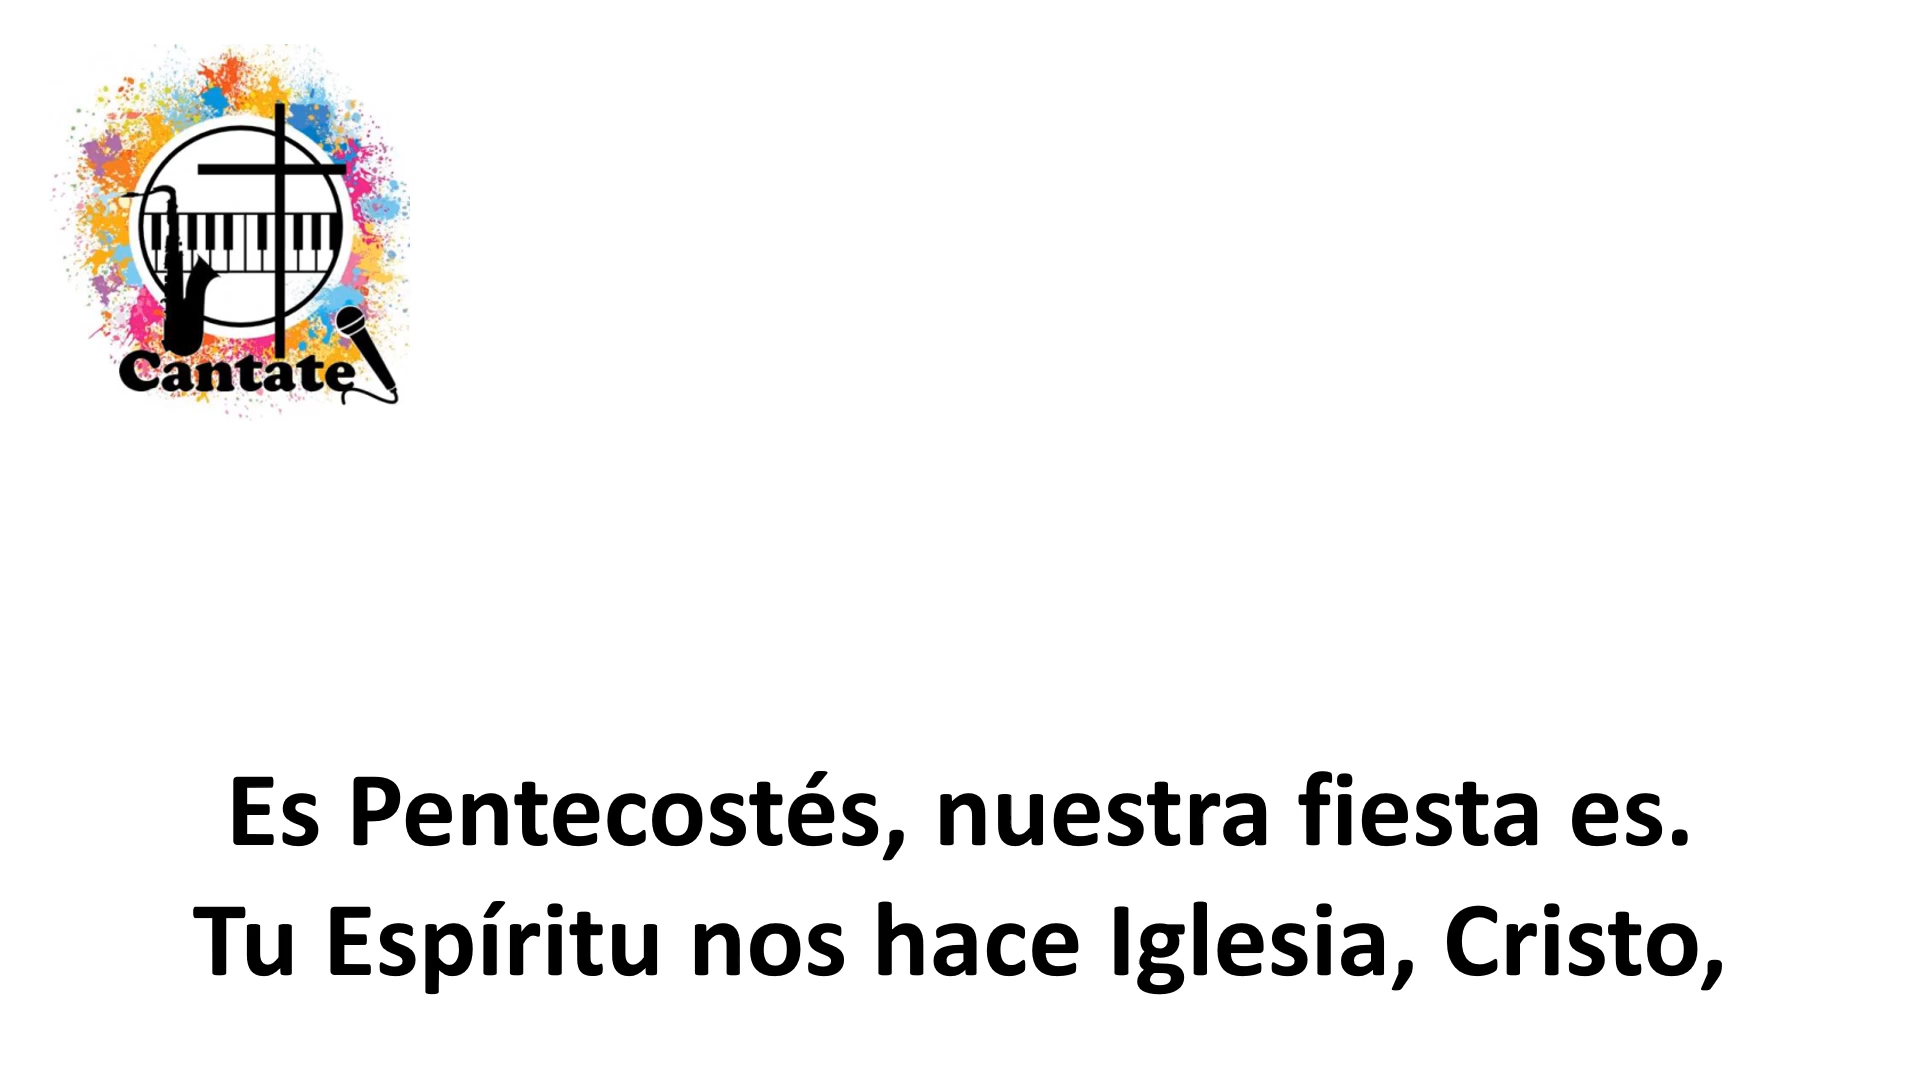 Cantate
Es Pentecostés, nuestra fiesta es.
Tu Espíritu nos hace Iglesia, Cristo,